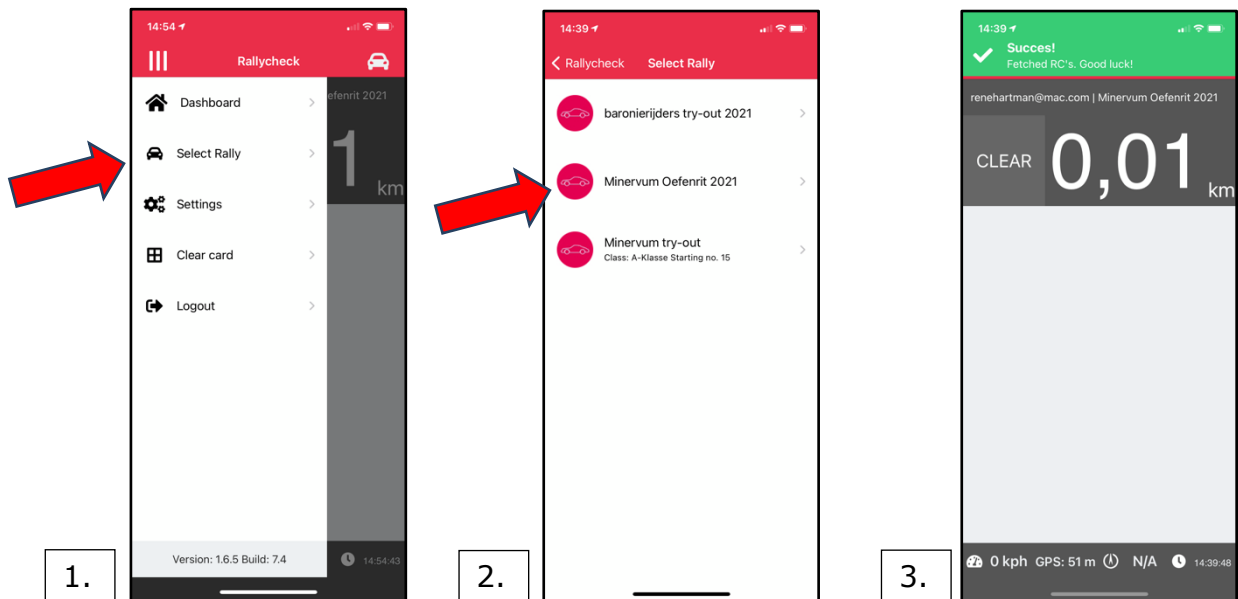 14:54
Rallycheck
efenrit 2021
Dashboard
1
Select Rally
km
Settings
Clear card
Logout
Version: 1.6.5 Build: 7.4
14:54:43
1.
14:39
Rallycheck
Select Rally
baronierijders try-out 2021
Minervum Oefenrit 2021
Minervum try-out
Class: A-Klasse Starting no. 15
2.
14:39
Succes!
Fetched RC's. Good luck!
renehartman@mac.com | Minervum Oefenrit 2021
CLEAR
0,01
km
0 kph GPS: 51 m N/A 14:39:48
3.